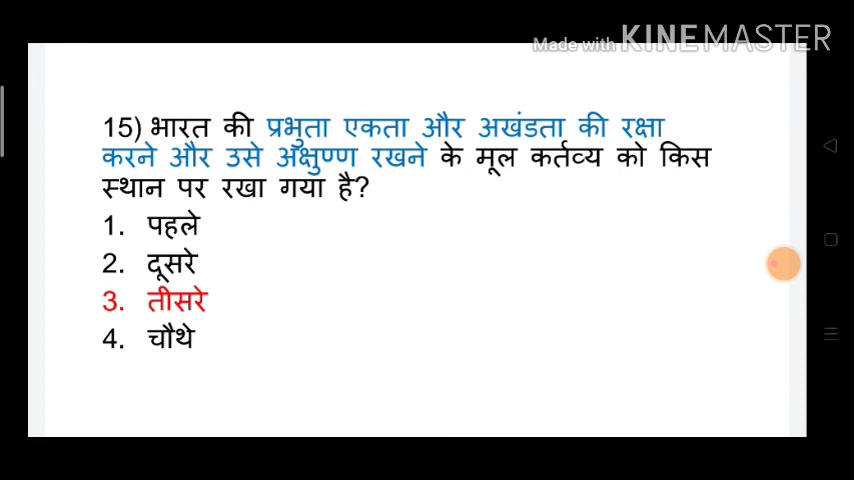 Made with KINEMASTER
15) भारत की प्रभुता एकता और अखंडता की रक्षा
करने और उसे अक्षुण्ण रखने के मूल कर्तव्य को किस
स्थान पर रखा गया है?
1. पहले
2. दूसरे
3. तीसरे
4. चौथे